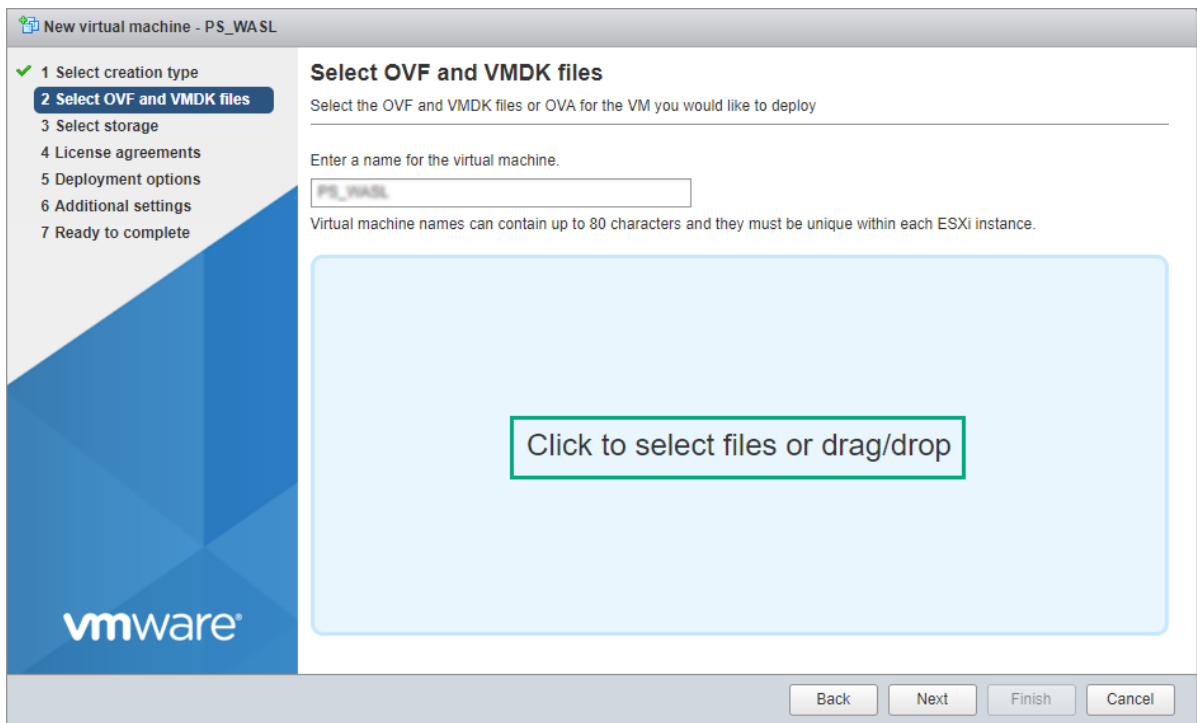 New virtual machine - PS_WASL
1 Select creation type
2 Select OVF and VMDK files
3 Select storage
4 License agreements
5 Deployment options
6 Additional settings
7 Ready to complete
vmware®
Select OVF and VMDK files
Select the OVF and VMDK files or OVA for the VM you would like to deploy
Enter a name for the virtual machine.
PS_WASL
Virtual machine names can contain up to 80 characters and they must be unique within each ESXi instance.
Click to select files or drag/drop
Back
Next
Finish
Cancel